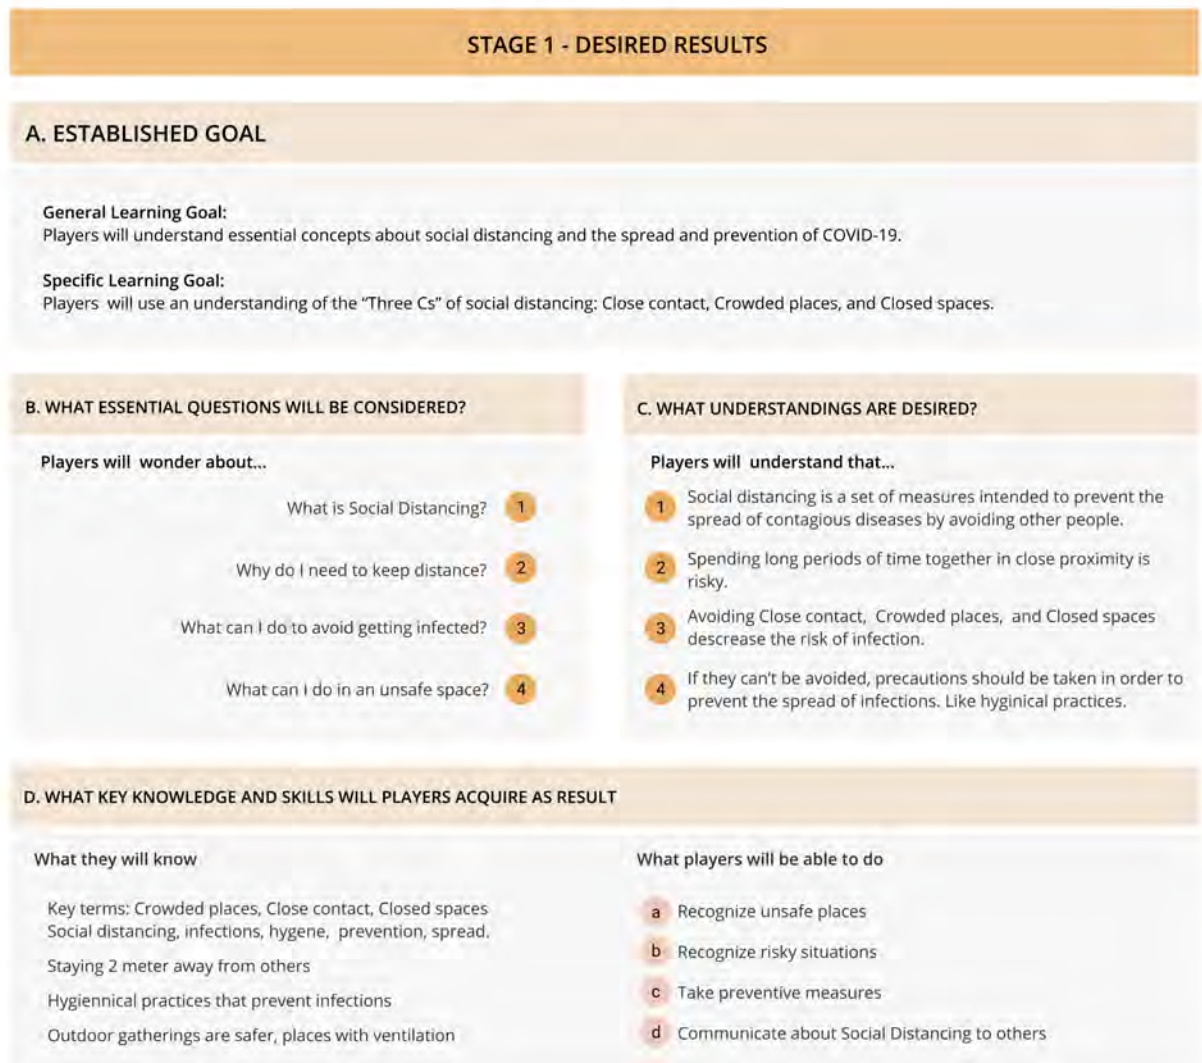 STAGE 1 - DESIRED RESULTS
A. ESTABLISHED GOAL
General Learning Goal:
Players will understand essential concepts about social distancing and the spread and prevention of COVID-19.
Specific Learning Goal:
Players will use an understanding of the “Three Cs” of social distancing: Close contact, Crowded places, and Closed spaces.
B. WHAT ESSENTIAL QUESTIONS WILL BE CONSIDERED?
Players will wonder about...
What is Social Distancing? 1
Why do I need to keep distance? 2
What can I do to avoid getting infected? 3
What can I do in an unsafe space? 4
C. WHAT UNDERSTANDINGS ARE DESIRED?
Players will understand that...
1 Social distancing is a set of measures intended to prevent the
spread of contagious diseases by avoiding other people.
2 Spending long periods of time together in close proximity is
risky.
3 Avoiding Close contact, Crowded places, and Closed spaces
descrease the risk of infection.
4 If they can't be avoided, precautions should be taken in order to
prevent the spread of infections. Like hyginical practices.
D. WHAT KEY KNOWLEDGE AND SKILLS WILL PLAYERS ACQUIRE AS RESULT
What they will know
Key terms: Crowded places, Close contact, Closed spaces
Social distancing, infections, hygene, prevention, spread.
Staying 2 meter away from others
Hygiennical practices that prevent infections
Outdoor gatherings are safer, places with ventilation
What players will be able to do
a Recognize unsafe places
b Recognize risky situations
c Take preventive measures
d Communicate about Social Distancing to others